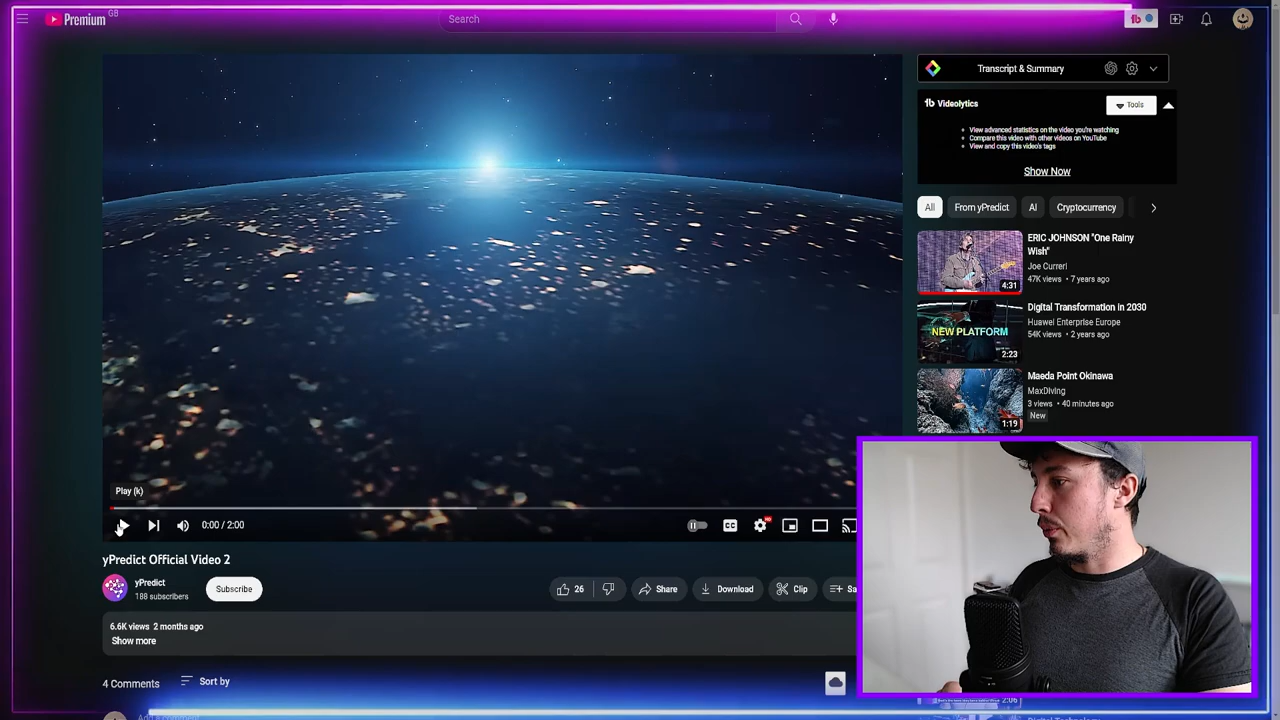 Premium GB
Search
Transcript & Summary
Videolytics
Tools
View advanced statistics on the video you're watching
Compare this video with other videos on YouTube
View and copy this video's tags
Show Now
All
From yPredict
AI
Cryptocurrency
ERIC JOHNSON "One Rainy
Wish"
Joe Curreri
47K views • 7 years ago
4:31
Digital Transformation in 2030
Huawei Enterprise Europe
54K views • 2 years ago
NEW PLATFORM
2:23
Maeda Point Okinawa
MaxDiving
3 views • 40 minutes ago
New
1:19
Play (k)
0:00 / 2:00
CC
HD
yPredict Official Video 2
yPredict
188 subscribers
Subscribe
26
Share
Download
Clip
Sa
6.6K views 2 months ago
Show more
4 Comments
Sort by
2:06